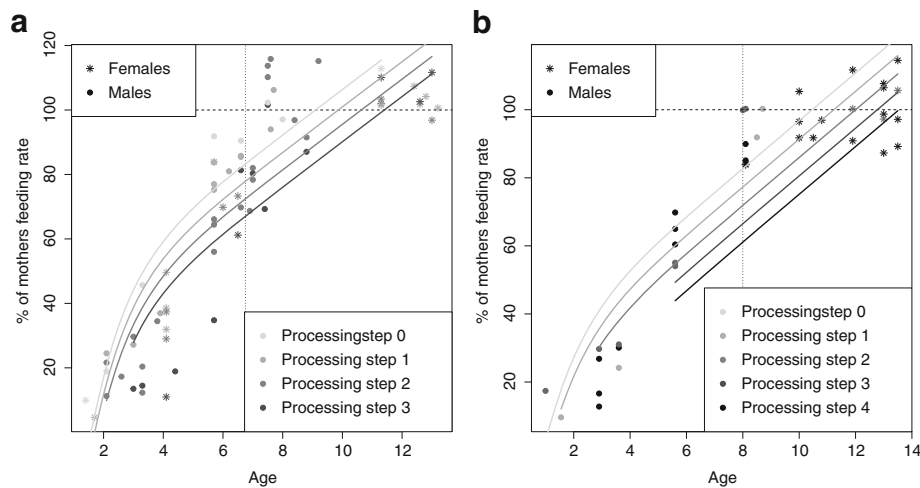 a
% of mothers feeding rate
120
100
80
60
40
20
Females
Males
Processingstep 0
Processing step 1
Processing step 2
Processing step 3
2
4
6
8
10
12
Age
b
% of mothers feeding rate
120
100
80
60
40
20
Females
Males
Processingstep 0
Processing step 1
Processing step 2
Processing step 3
Processing step 4
2
4
6
8
10
12
14
Age